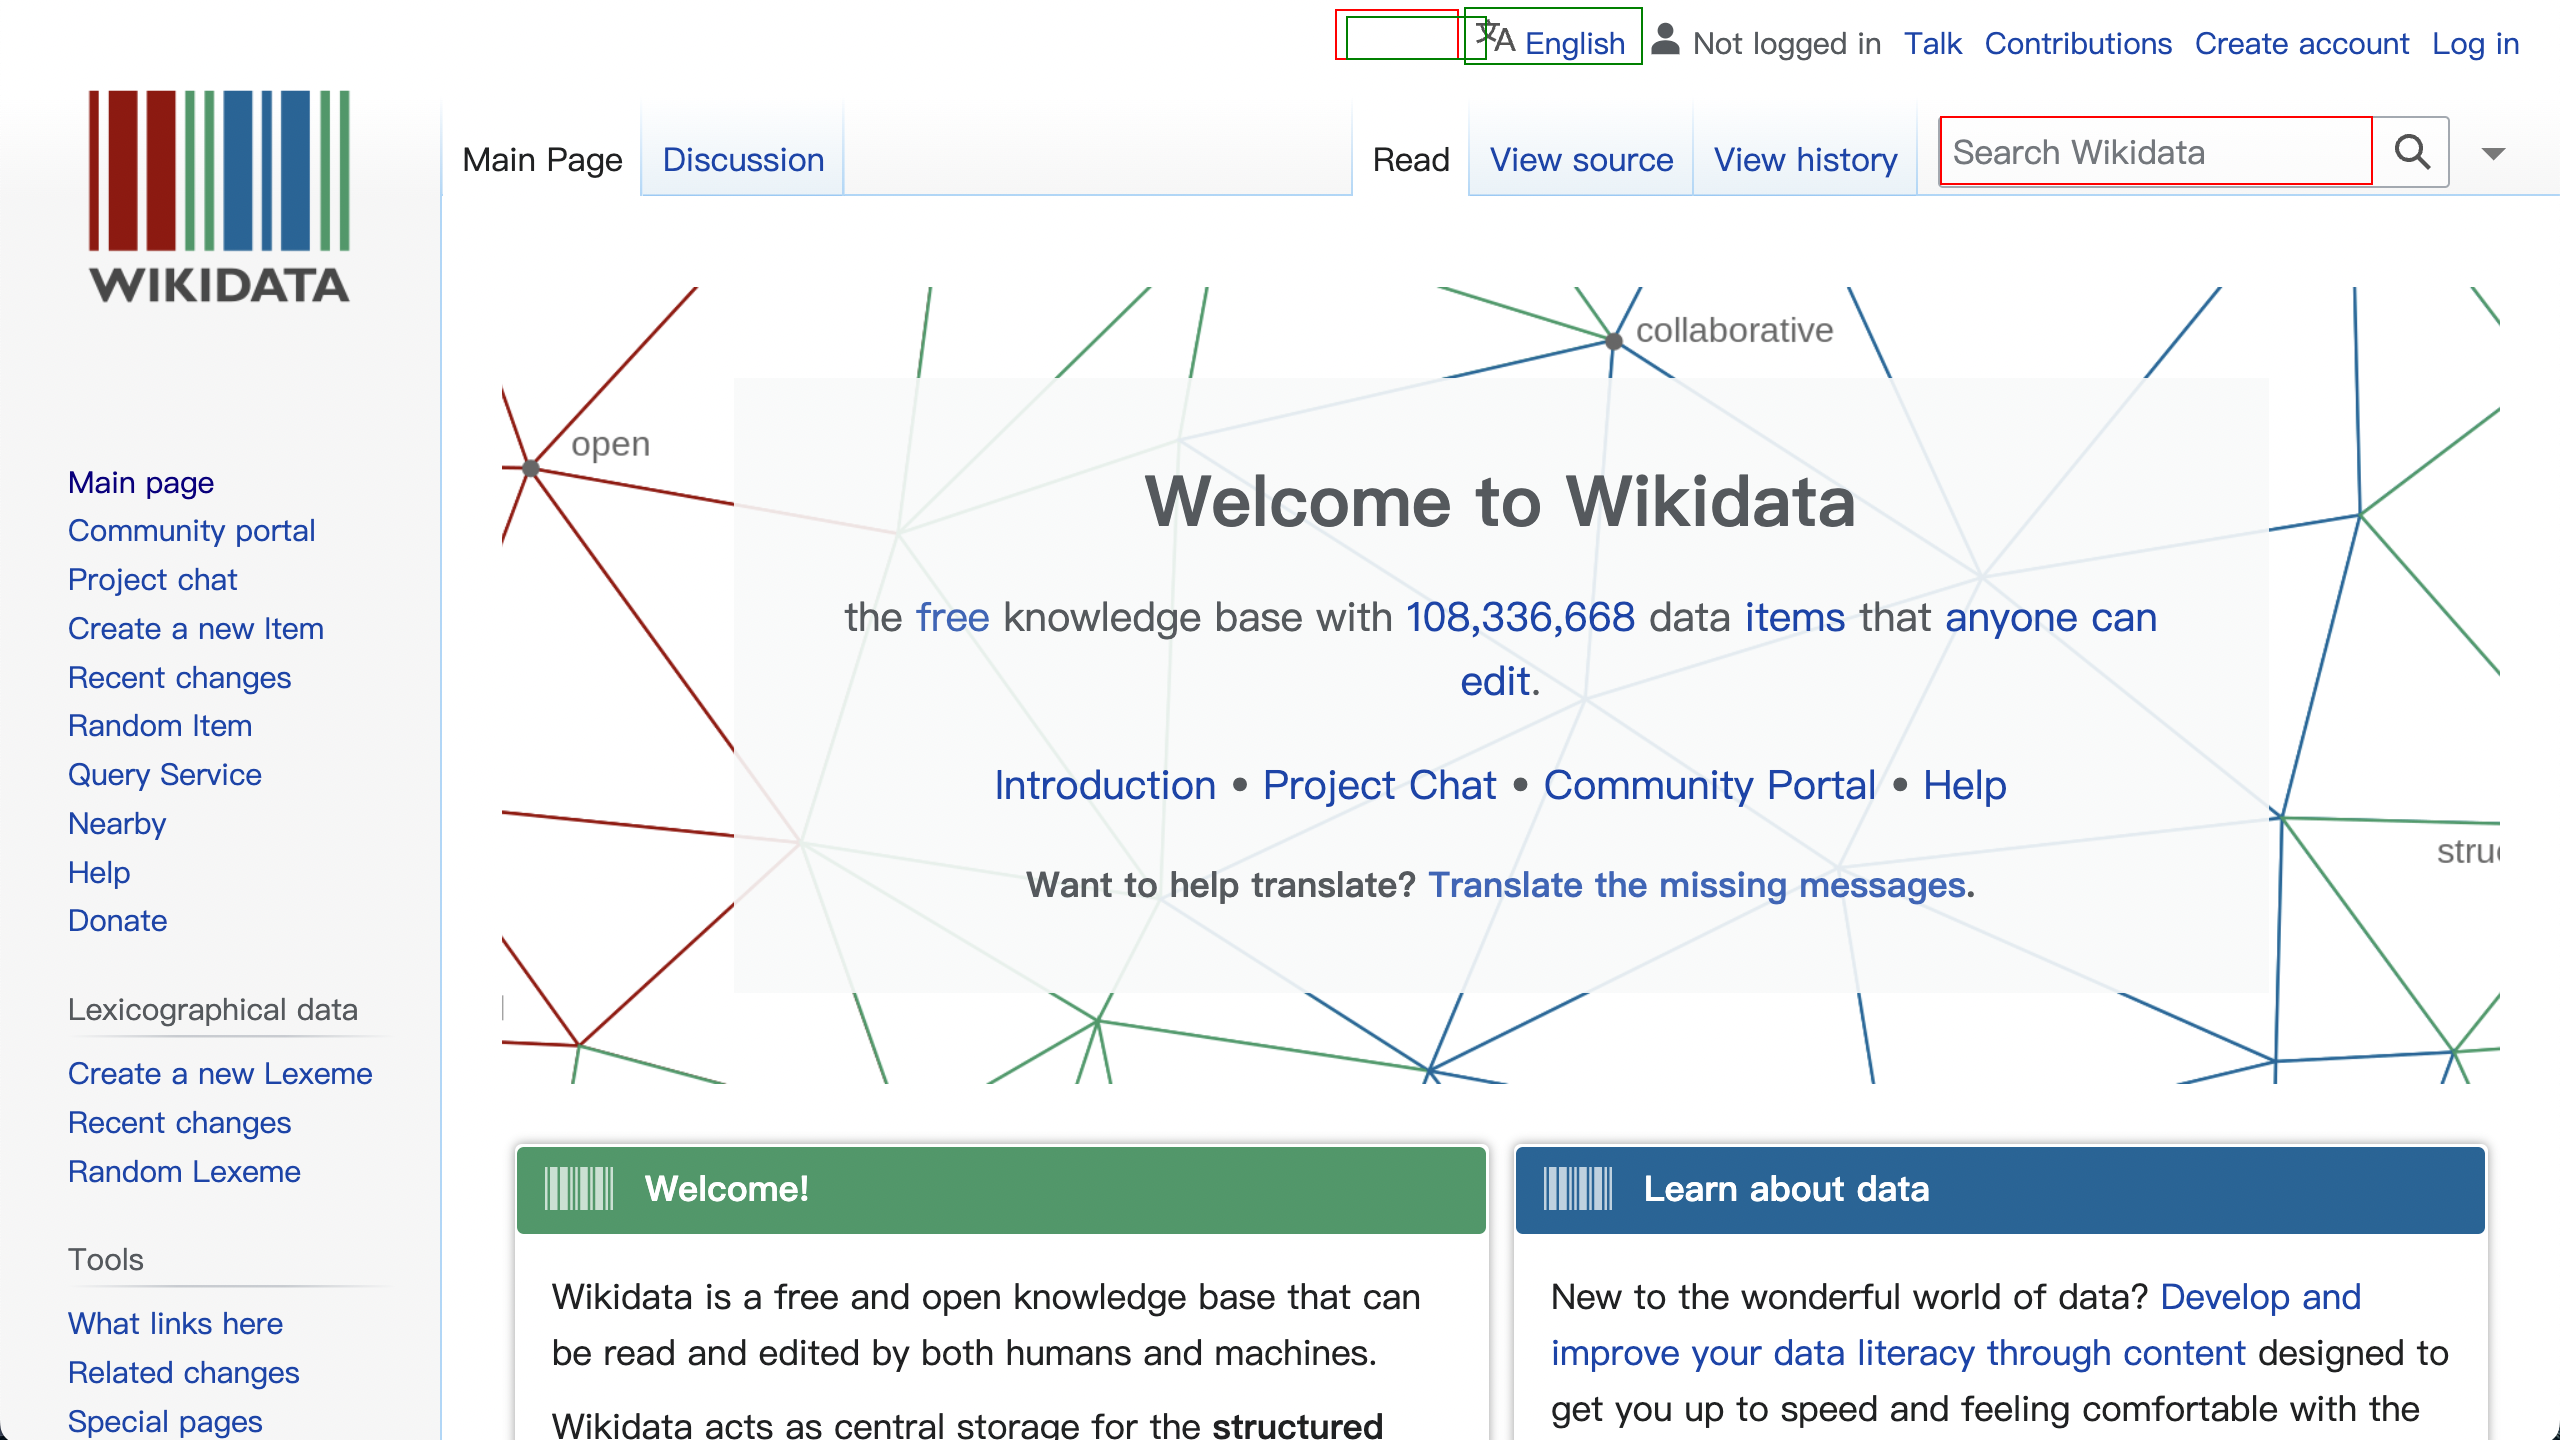 文A English Not logged in Talk Contributions Create account Log in
WIKIDATA
Main Page Discussion Read View source View history Search Wikidata
collaborative
open
Welcome to Wikidata
the free knowledge base with 108,336,668 data items that anyone can
edit.
Introduction • Project Chat • Community Portal • Help
Want to help translate? Translate the missing messages.
Main page
Community portal
Project chat
Create a new Item
Recent changes
Random Item
Query Service
Nearby
Help
Donate
Lexicographical data
Create a new Lexeme
Recent changes
Random Lexeme
Tools
What links here
Related changes
Special pages
Welcome!
Wikidata is a free and open knowledge base that can
be read and edited by both humans and machines.
Wikidata acts as central storage for the structured
Learn about data
New to the wonderful world of data? Develop and
improve your data literacy through content designed to
get you up to speed and feeling comfortable with the